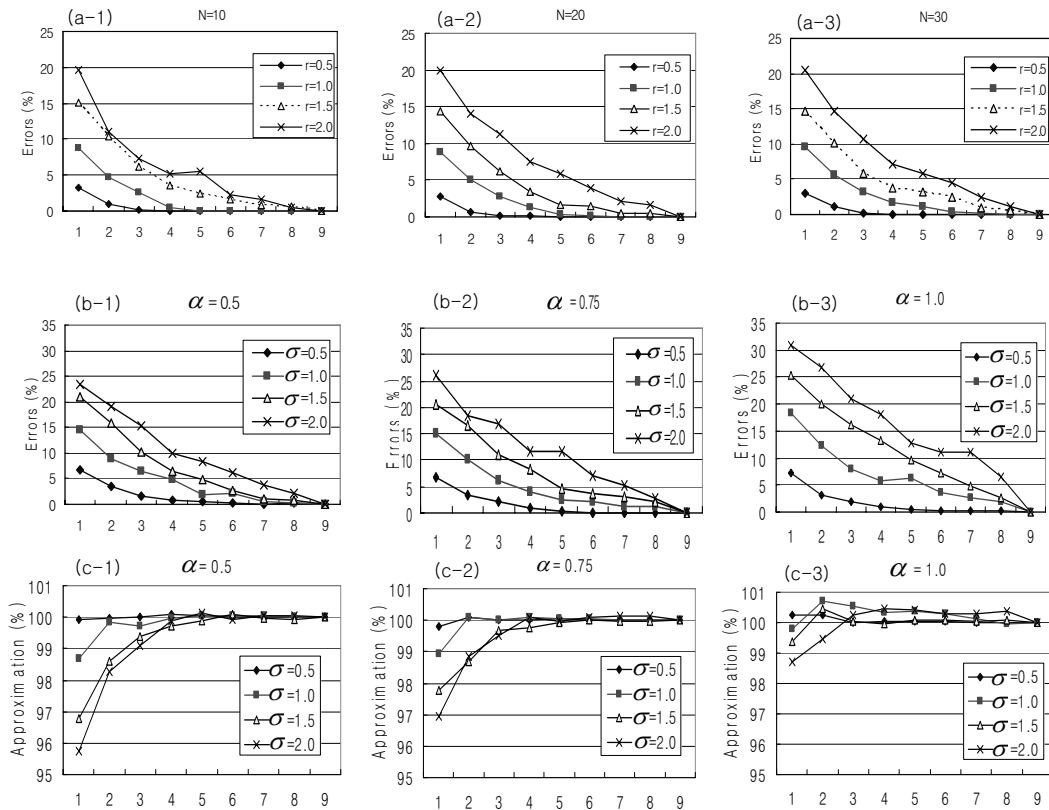 (a-1) N=10
25
20
15
10
5
0
Errors (%)
r=0.5
r=1.0
r=1.5
r=2.0
1 2 3 4 5 6 7 8 9
(a-2) N=20
25
20
15
10
5
0
Errors (%)
r=0.5
r=1.0
r=1.5
r=2.0
1 2 3 4 5 6 7 8 9
(a-3) N=30
25
20
15
10
5
0
Errors (%)
r=0.5
r=1.0
r=1.5
r=2.0
1 2 3 4 5 6 7 8 9
(b-1) α = 0.5
35
30
25
20
15
10
5
0
Errors (%)
σ=0.5
σ=1.0
σ=1.5
σ=2.0
1 2 3 4 5 6 7 8 9
(b-2) α = 0.75
35
30
25
20
15
10
5
0
Errors (%)
σ=0.5
σ=1.0
σ=1.5
σ=2.0
1 2 3 4 5 6 7 8 9
(b-3) α = 1.0
35
30
25
20
15
10
5
0
Errors (%)
σ=0.5
σ=1.0
σ=1.5
σ=2.0
1 2 3 4 5 6 7 8 9
(c-1) α = 0.5
101
100
99
98
97
96
95
Approximation (%)
σ=0.5
σ=1.0
σ=1.5
σ=2.0
1 2 3 4 5 6 7 8 9
(c-2) α = 0.75
101
100
99
98
97
96
95
Approximation (%)
σ=0.5
σ=1.0
σ=1.5
σ=2.0
1 2 3 4 5 6 7 8 9
(c-3) α = 1.0
101
100
99
98
97
96
95
Approximation (%)
σ=0.5
σ=1.0
σ=1.5
σ=2.0
1 2 3 4 5 6 7 8 9